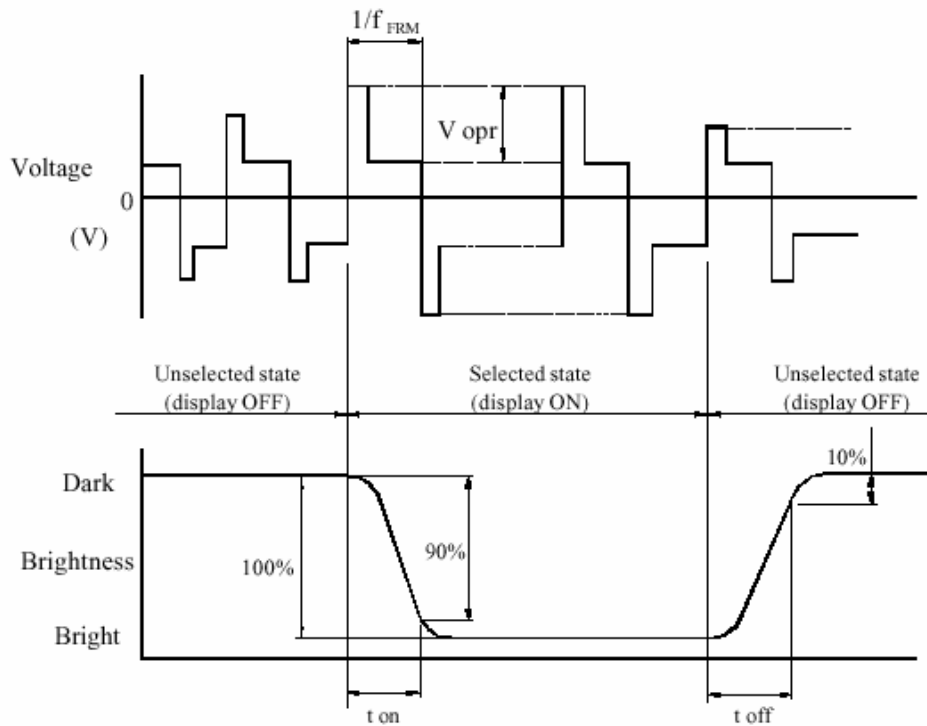 1/f FRM
V opr
Voltage
0
(V)
Unselected state
(display OFF)
Selected state
(display ON)
Unselected state
(display OFF)
10%
Dark
90%
Brightness
100%
Bright
t on
t off